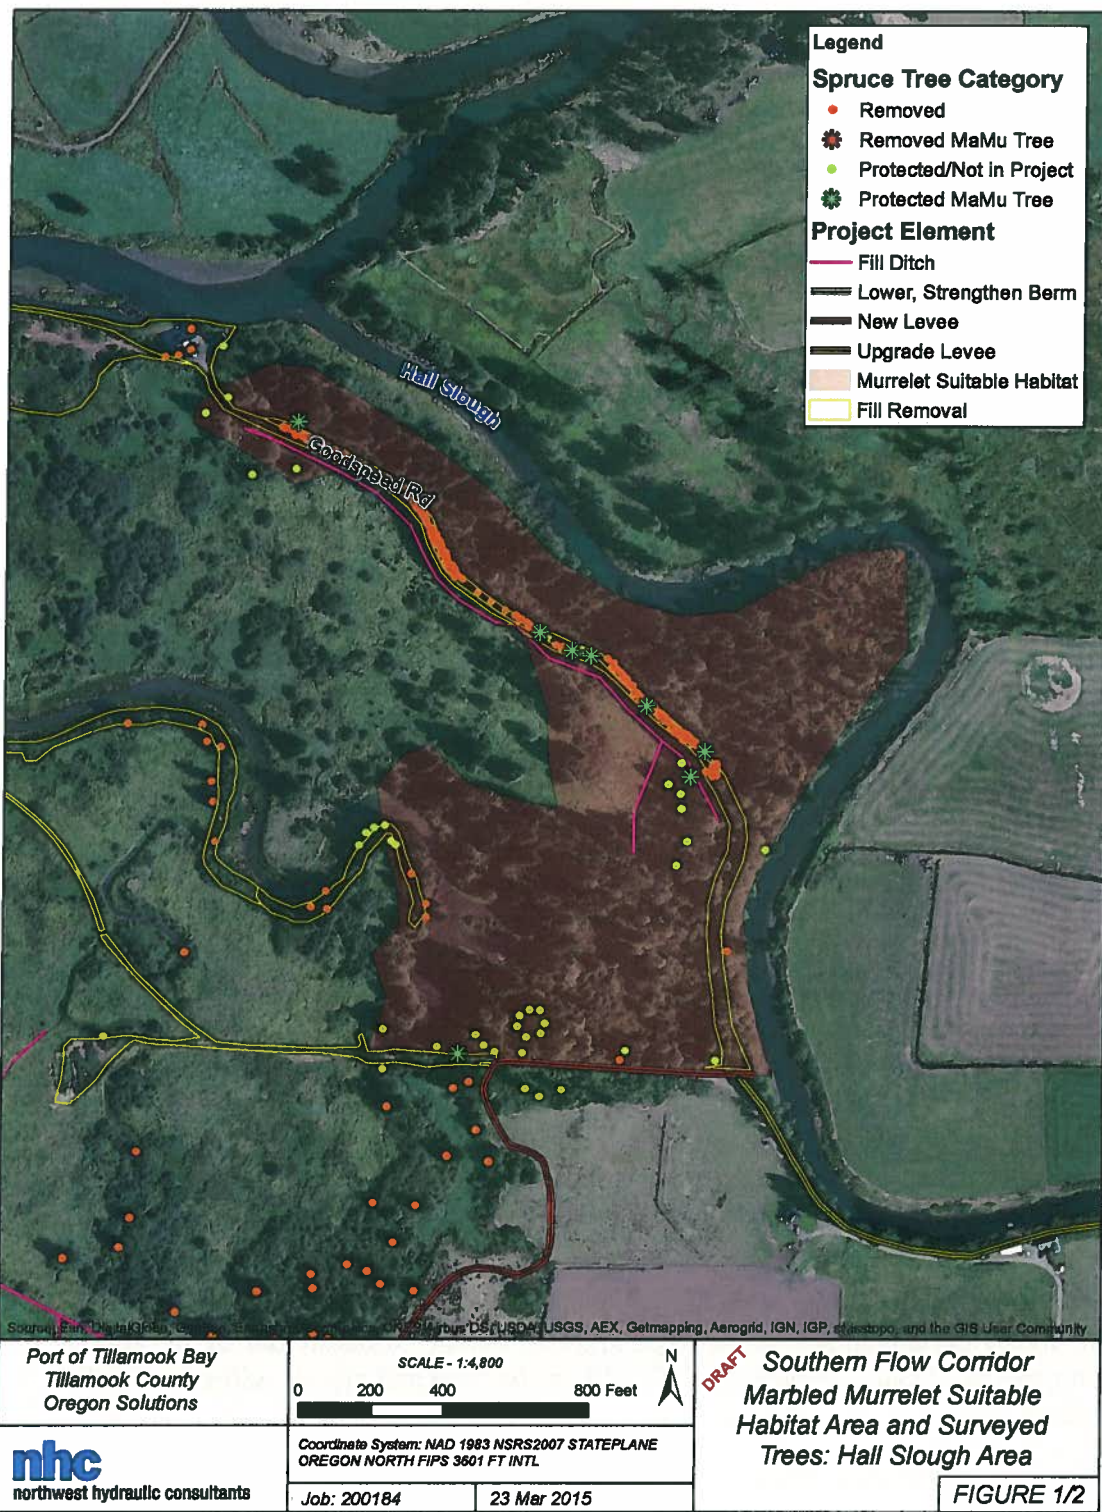 Legend
Spruce Tree Category
Removed
Removed MaMu Tree
Protected/Not in Project
Protected MaMu Tree
Project Element
Fill Ditch
Lower, Strengthen Berm
New Levee
Upgrade Levee
Murrelet Suitable Habitat
Fill Removal
Hall Slough
Goodspeed Rd
USDA, USGS, AEX, Getmapping, Aerogrid, IGN, IGP, and the GIS User Community
Port of Tillamook Bay
Tillamook County
Oregon Solutions
SCALE - 1:4,800
0 200 400 800 Feet
N
Coordinate System: NAD 1983 NSRS2007 STATEPLANE
OREGON NORTH FIPS 3601 FT INTL
nhc
northwest hydraulic consultants
Job: 200184
23 Mar 2015
DRAFT
Southern Flow Corridor
Marbled Murrelet Suitable
Habitat Area and Surveyed
Trees: Hall Slough Area
FIGURE 1/2